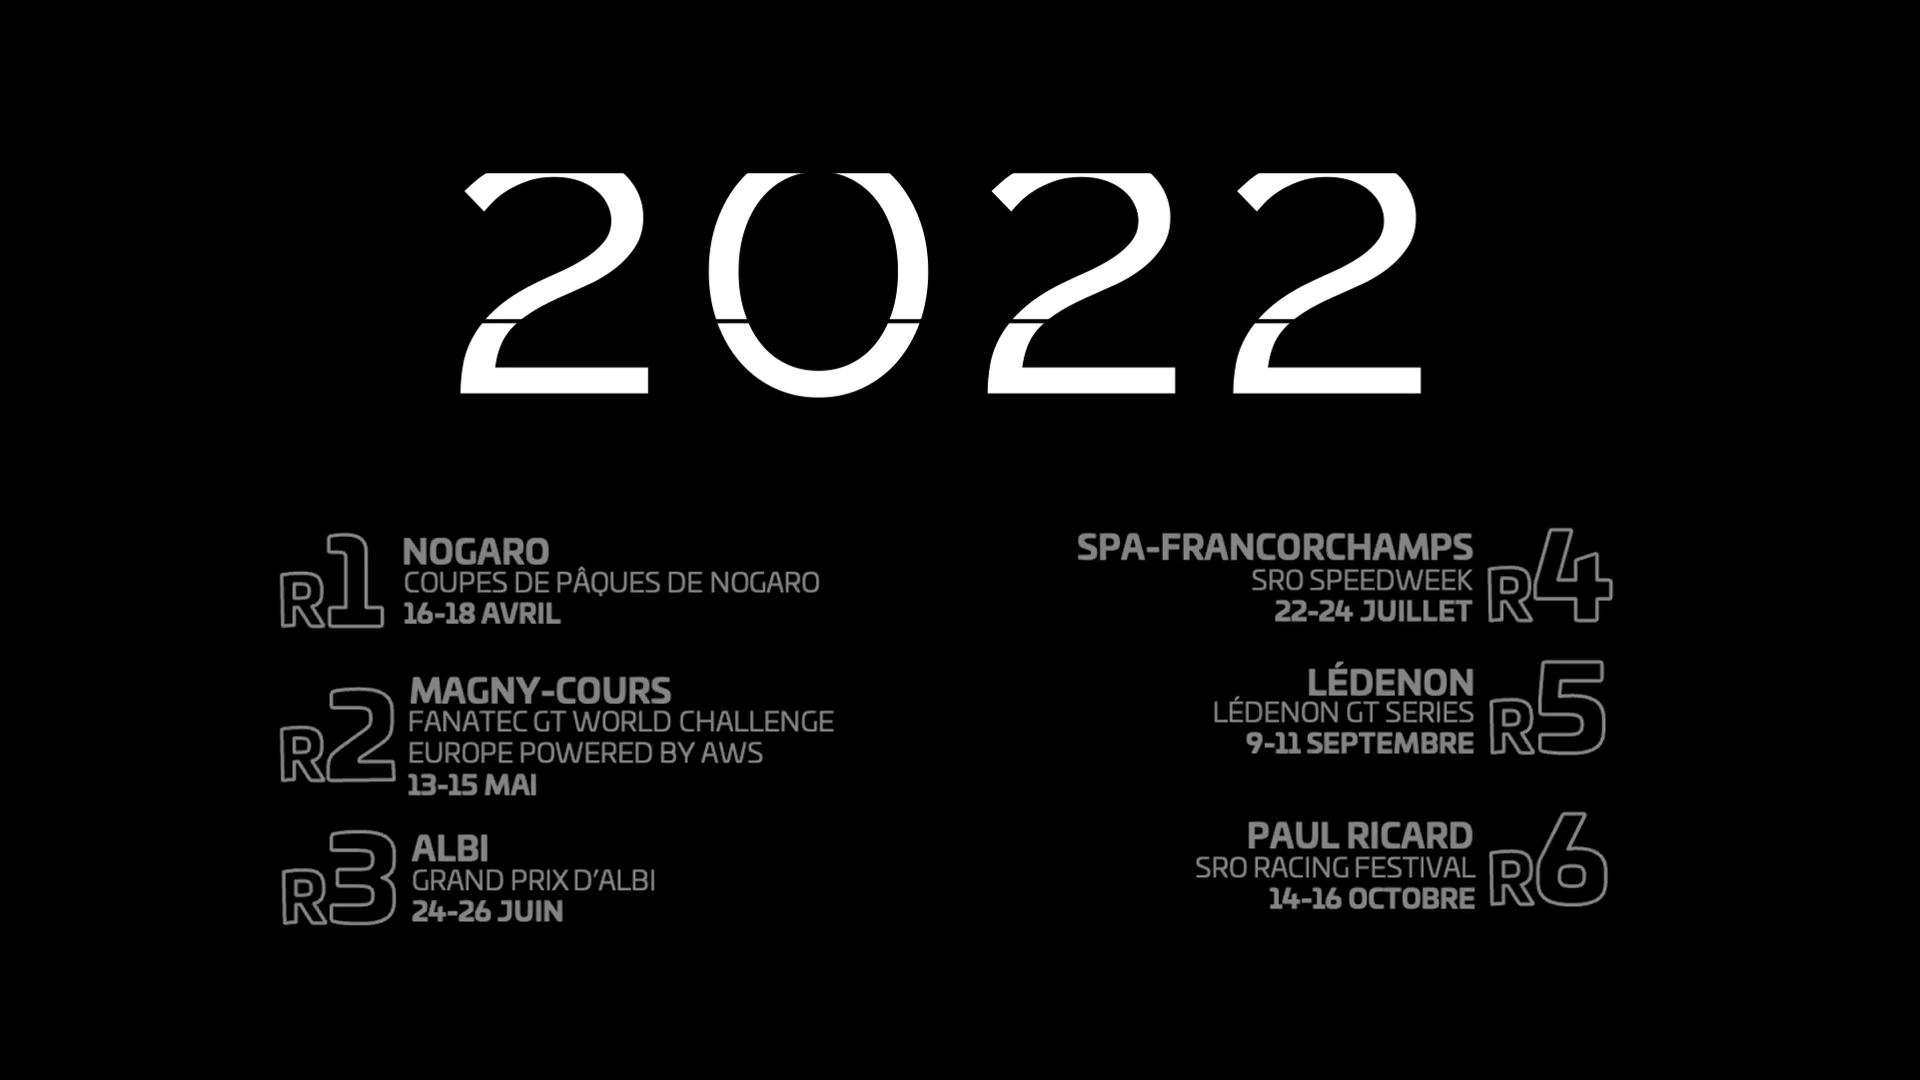 2022
R1
NOGARO
COUPES DE PÂQUES DE NOGARO
16-18 AVRIL
R2
MAGNY-COURS
FANATEC GT WORLD CHALLENGE
EUROPE POWERED BY AWS
13-15 MAI
R3
ALBI
GRAND PRIX D'ALBI
24-26 JUIN
SPA-FRANCORCHAMPS
SRO SPEEDWEEK
22-24 JUILLET
R4
LÉDENON
LÉDENON GT SERIES
9-11 SEPTEMBRE
R5
PAUL RICARD
SRO RACING FESTIVAL
14-16 OCTOBRE
R6